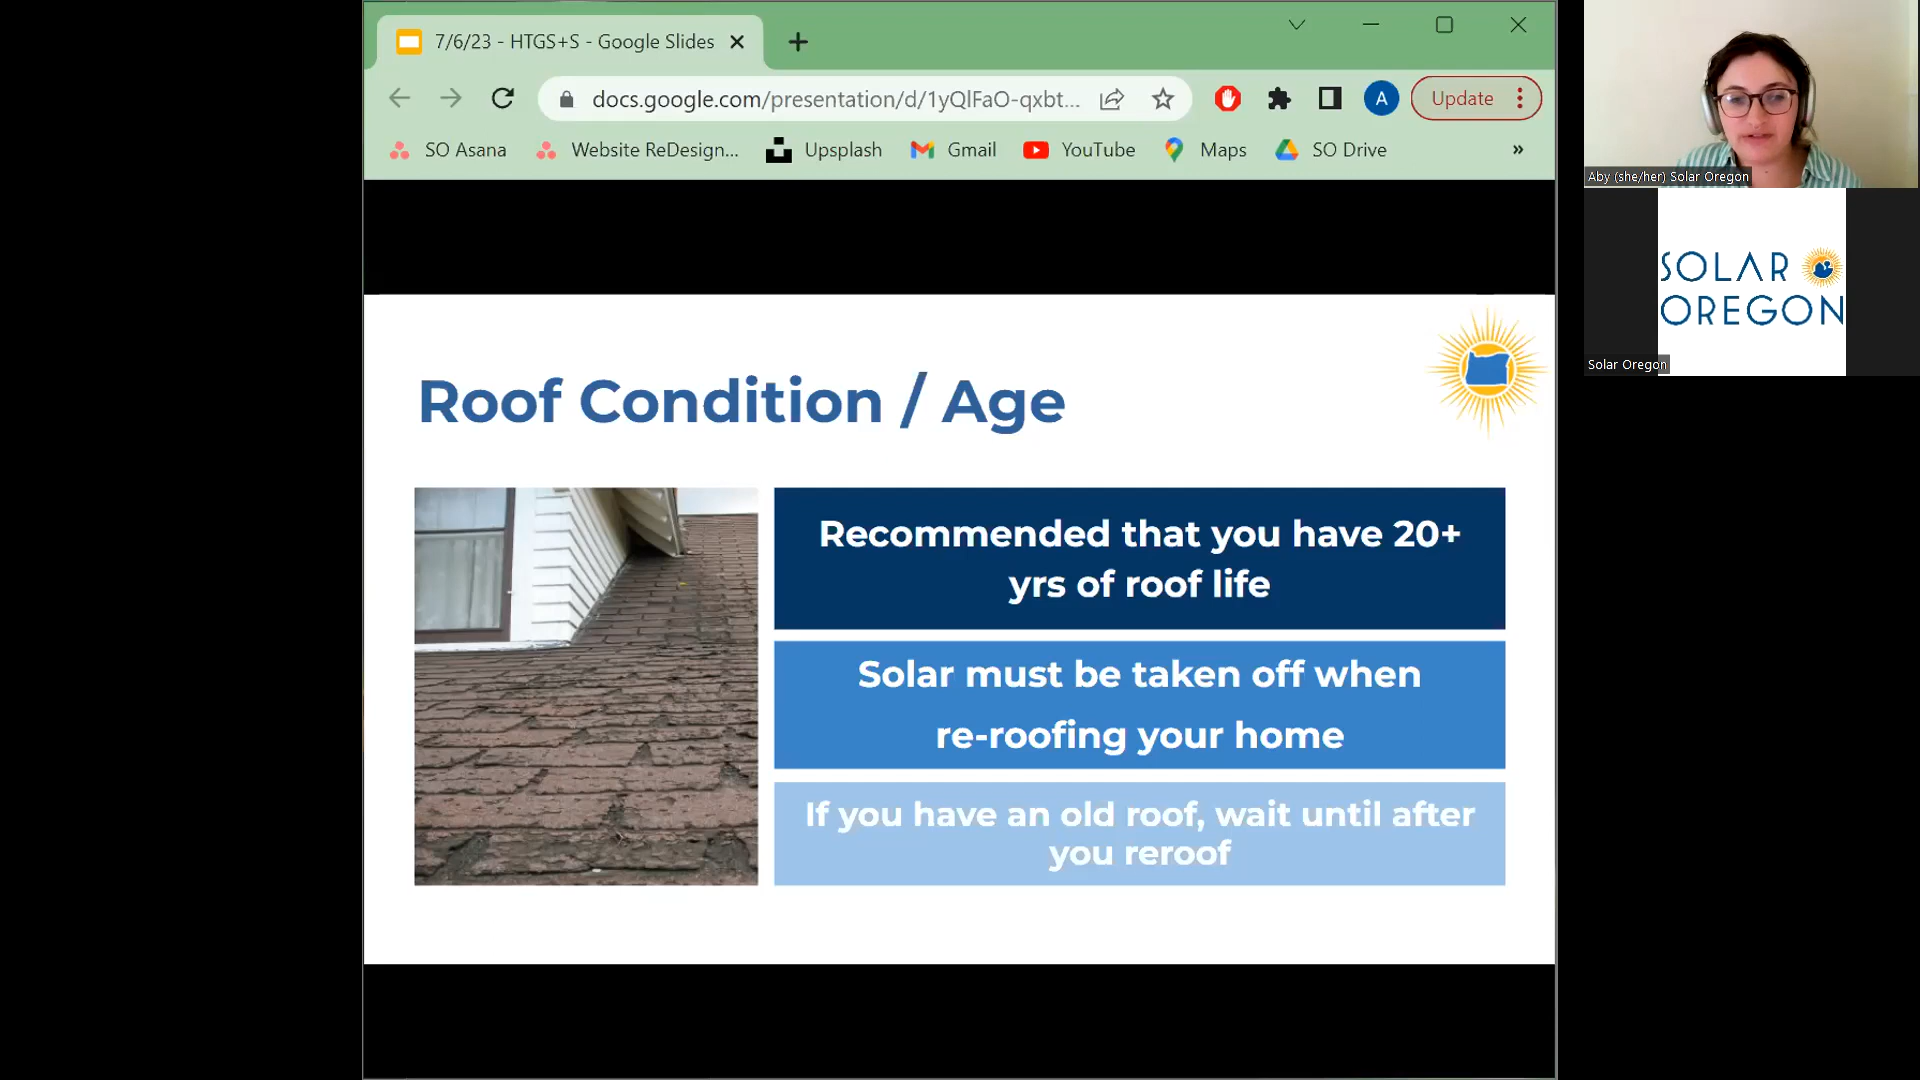 7/6/23 - HTGS+S - Google Slides
docs.google.com/presentation/d/1yQlFaO-qxbt...
A
Update
SO Asana
Website ReDesign...
Upsplash
Gmail
YouTube
Maps
SO Drive
»
Roof Condition / Age
Recommended that you have 20+
yrs of roof life
Solar must be taken off when
re-roofing your home
If you have an old roof, wait until after
you reroof
Aby (she/her) Solar Oregon
SOLAR
OREGON
Solar Oregon